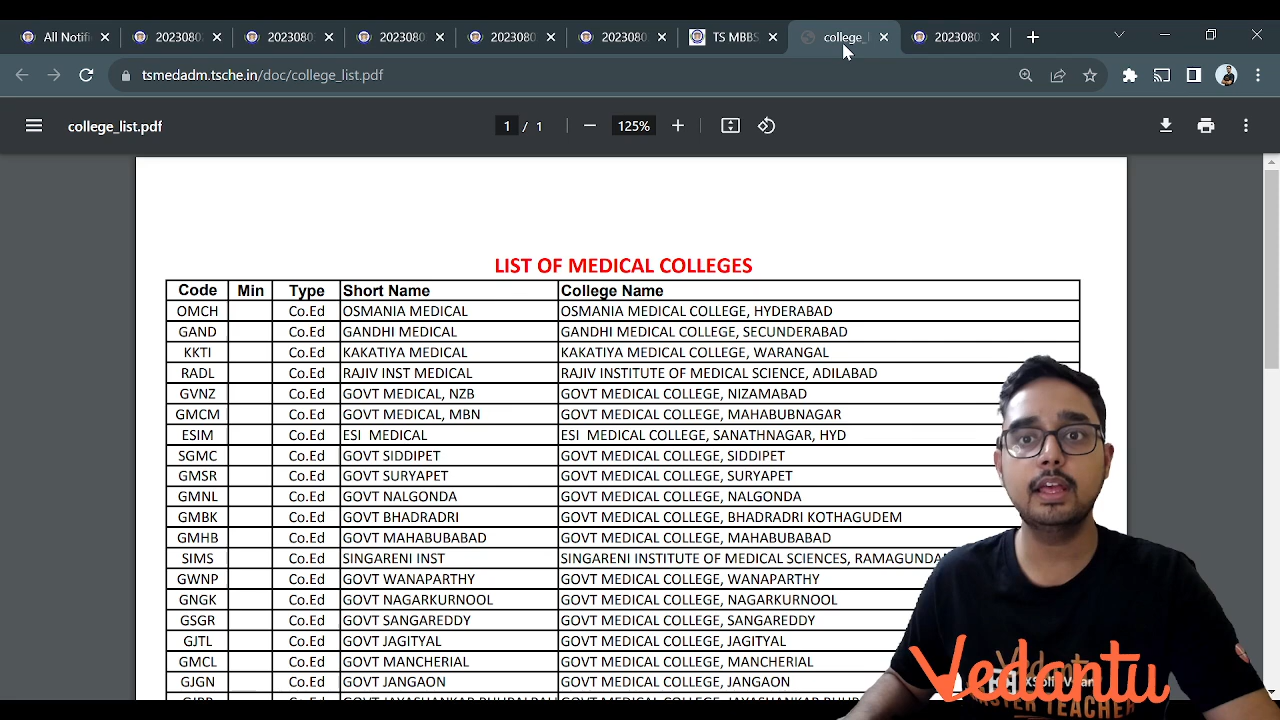 All Notifi
2023080
2023080
2023080
2023080
2023080
TS MBBS
college_l
2023080
tsmedadm.tsche.in/doc/college_list.pdf
college_list.pdf
1 / 1
125%
LIST OF MEDICAL COLLEGES
Code Min Type Short Name College Name
OMCH Co.Ed OSMANIA MEDICAL OSMANIA MEDICAL COLLEGE, HYDERABAD
GAND Co.Ed GANDHI MEDICAL GANDHI MEDICAL COLLEGE, SECUNDERABAD
KKTI Co.Ed KAKATIYA MEDICAL KAKATIYA MEDICAL COLLEGE, WARANGAL
RADL Co.Ed RAJIV INST MEDICAL RAJIV INSTITUTE OF MEDICAL SCIENCE, ADILABAD
GVNZ Co.Ed GOVT MEDICAL, NZB GOVT MEDICAL COLLEGE, NIZAMABAD
GMCM Co.Ed GOVT MEDICAL, MBN GOVT MEDICAL COLLEGE, MAHABUBNAGAR
ESIM Co.Ed ESI MEDICAL ESI MEDICAL COLLEGE, SANATHNAGAR, HYD
SGMC Co.Ed GOVT SIDDIPET GOVT MEDICAL COLLEGE, SIDDIPET
GMSR Co.Ed GOVT SURYAPET GOVT MEDICAL COLLEGE, SURYAPET
GMNL Co.Ed GOVT NALGONDA GOVT MEDICAL COLLEGE, NALGONDA
GMBK Co.Ed GOVT BHADRADRI GOVT MEDICAL COLLEGE, BHADRADRI KOTHAGUDEM
GMHB Co.Ed GOVT MAHABUBABAD GOVT MEDICAL COLLEGE, MAHABUBABAD
SIMS Co.Ed SINGARENI INST SINGARENI INSTITUTE OF MEDICAL SCIENCES, RAMAGUNDA
GWNP Co.Ed GOVT WANAPARTHY GOVT MEDICAL COLLEGE, WANAPARTHY
GNGK Co.Ed GOVT NAGARKURNOOL GOVT MEDICAL COLLEGE, NAGARKURNOOL
GSGR Co.Ed GOVT SANGAREDDY GOVT MEDICAL COLLEGE, SANGAREDDY
GJTL Co.Ed GOVT JAGITYAL GOVT MEDICAL COLLEGE, JAGITYAL
GMCL Co.Ed GOVT MANCHERIAL GOVT MEDICAL COLLEGE, MANCHERIAL
GJGN Co.Ed GOVT JANGAON GOVT MEDICAL COLLEGE, JANGAON
Vedantu
TEACHER